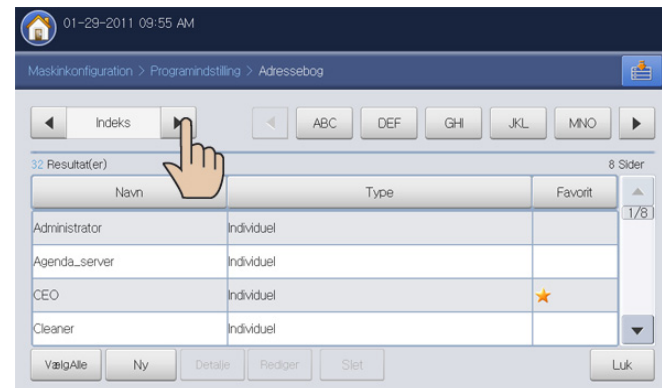 01-29-2011 09:55 AM
Maskinkonfiguration > Programindstilling > Adressebog
Indeks ABC DEF GHI JKL MNO
32 Resultat(er) 8 Sider
Navn Type Favorit
1/8
Administrator Individuel
Agenda_server Individuel
CEO Individuel
Cleaner Individuel
VælgAlle Ny Detalje Rediger Slet Luk